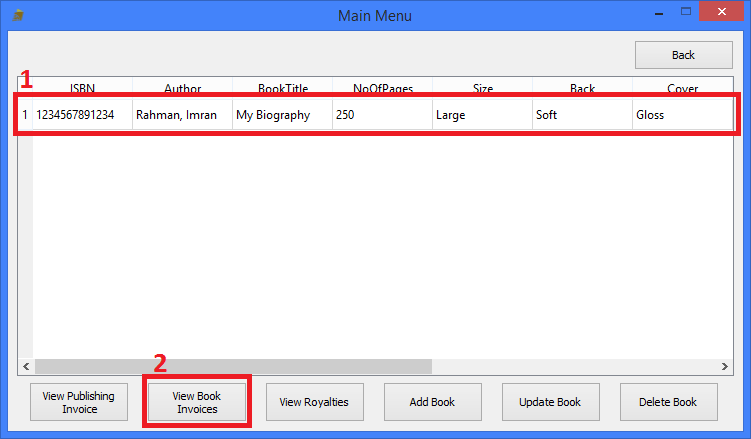 Main Menu
Back
1
ISBN Author BookTitle NoOfPages Size Back Cover
1 1234567891234 Rahman, Imran My Biography 250 Large Soft Gloss
2
View Publishing Invoice View Book Invoices View Royalties Add Book Update Book Delete Book